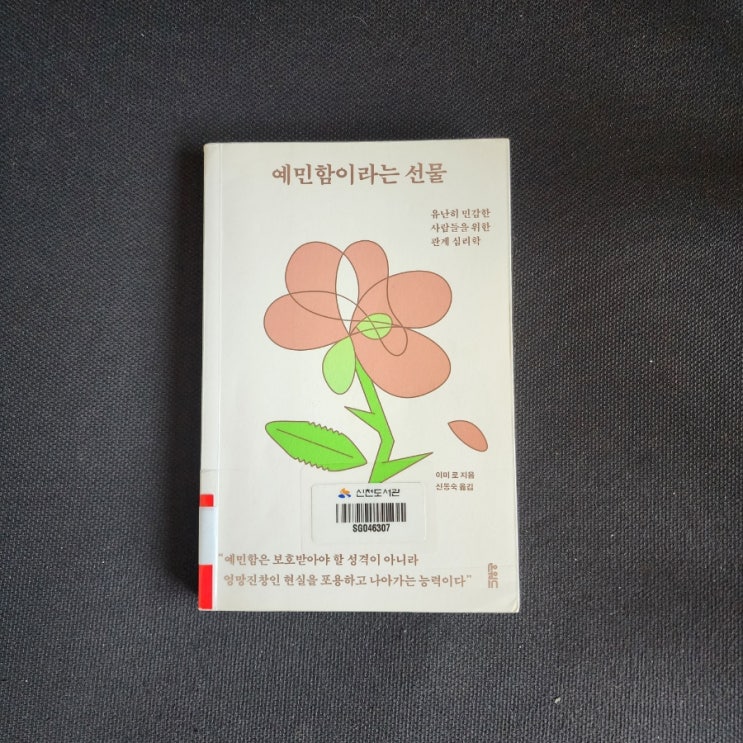 예민함이라는 선물
유난히 민감한
사람들을 위한
관계 심리학
이미 로 지음
신동숙 옮김
신천도서관
SG046307
“예민함은 보호받아야 할 성격이 아니라
엉망진창인 현실을 포용하고 나아가는 능력이다”
온워드